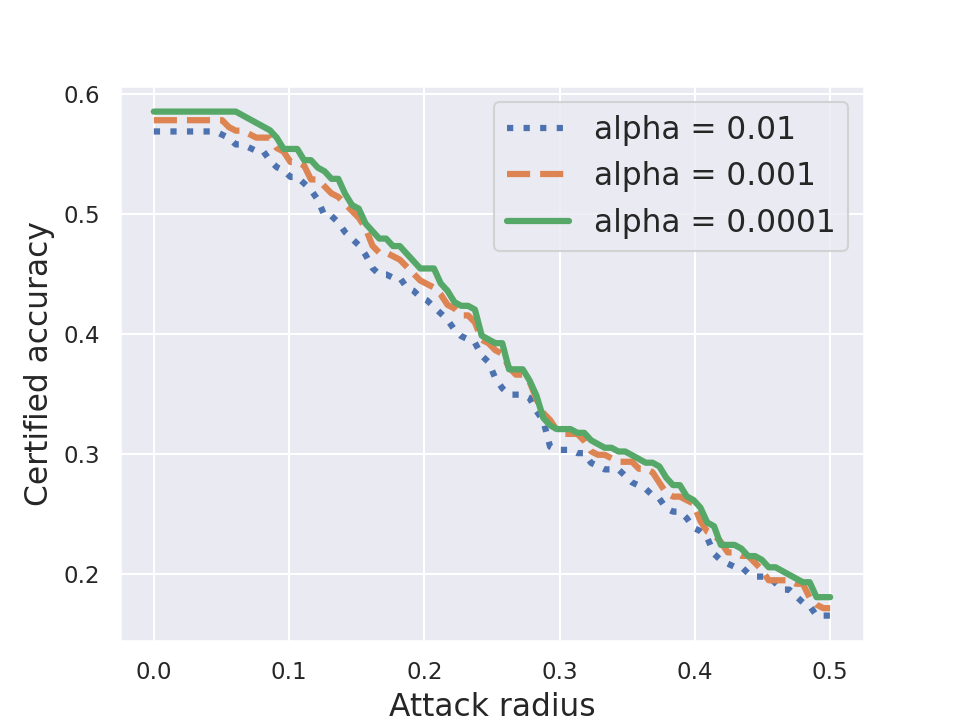 0.6
0.5
0.4
0.3
0.2
Certified accuracy
alpha = 0.01
alpha = 0.001
alpha = 0.0001
0.0 0.1 0.2 0.3 0.4 0.5
Attack radius